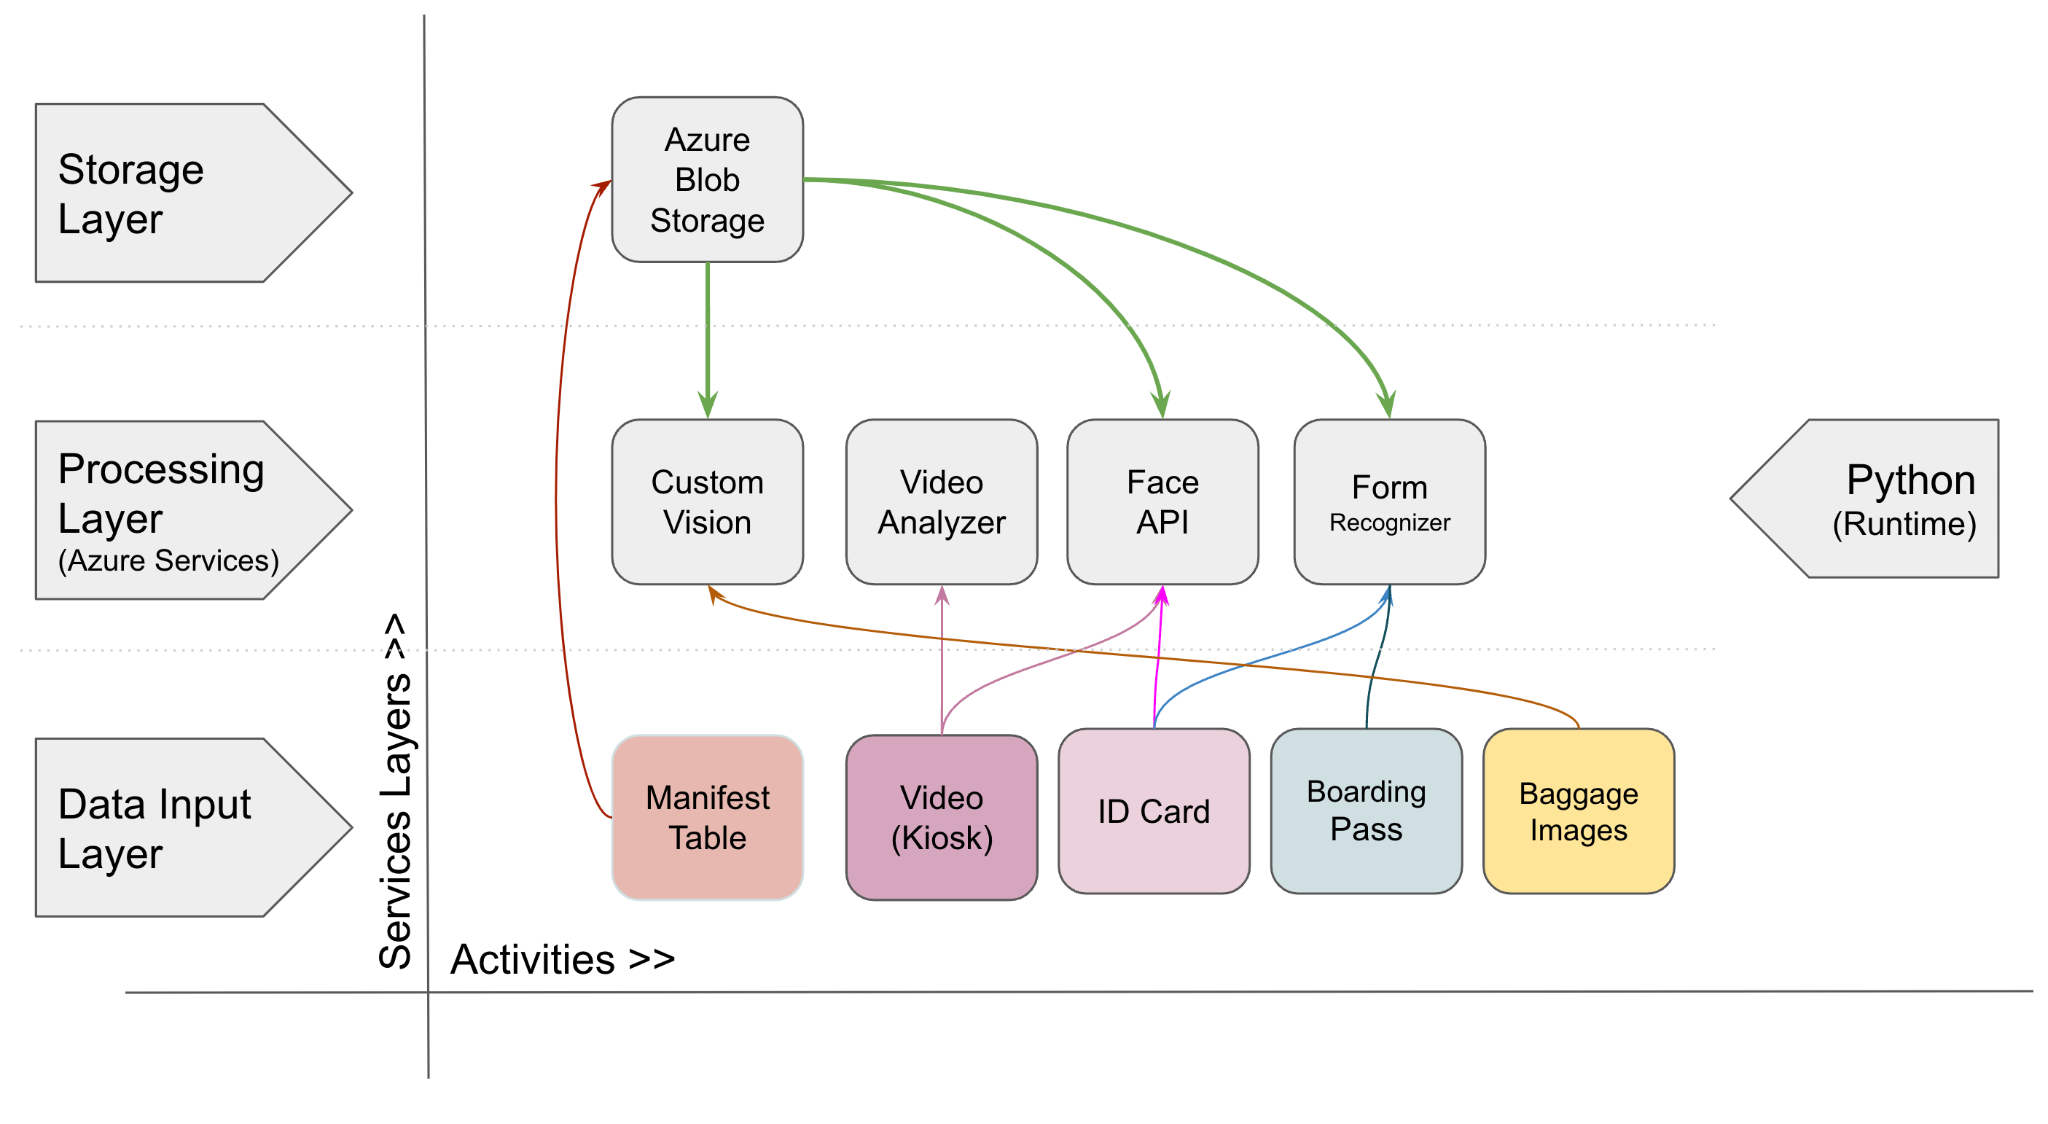 Azure
Blob
Storage
Storage
Layer
Processing
Layer
(Azure Services)
Custom
Vision
Video
Analyzer
Face
API
Form
Recognizer
Python
(Runtime)
Services Layers >>
Data Input
Layer
Manifest
Table
Video
(Kiosk)
ID Card
Boarding
Pass
Baggage
Images
Activities >>